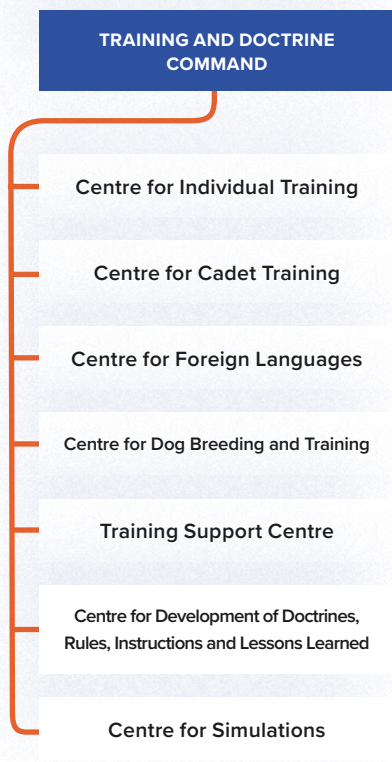 TRAINING AND DOCTRINE
COMMAND
Centre for Individual Training
Centre for Cadet Training
Centre for Foreign Languages
Centre for Dog Breeding and Training
Training Support Centre
Centre for Development of Doctrines,
Rules, Instructions and Lessons Learned
Centre for Simulations